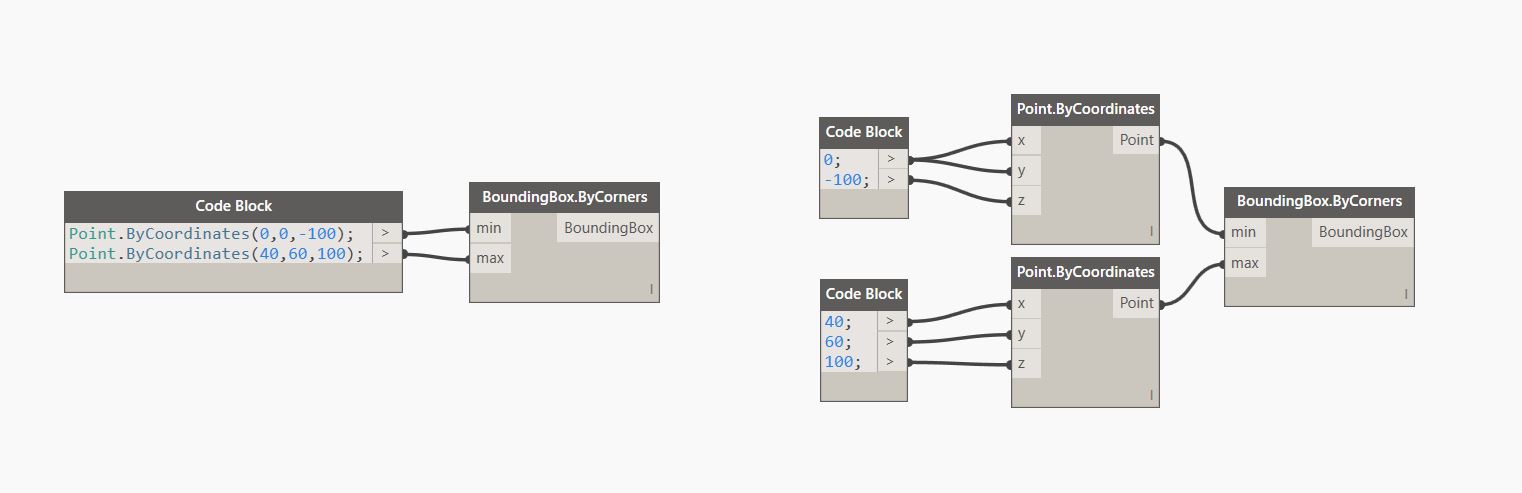 Code Block
Point.ByCoordinates(0,0,-100); >
Point.ByCoordinates(40,60,100); >
BoundingBox.ByCorners
min BoundingBox
max
l
Code Block
0; >
-100; >
Point.ByCoordinates
x Point
y
z
l
Code Block
40; >
60; >
100; >
Point.ByCoordinates
x Point
y
z
l
BoundingBox.ByCorners
min BoundingBox
max
l